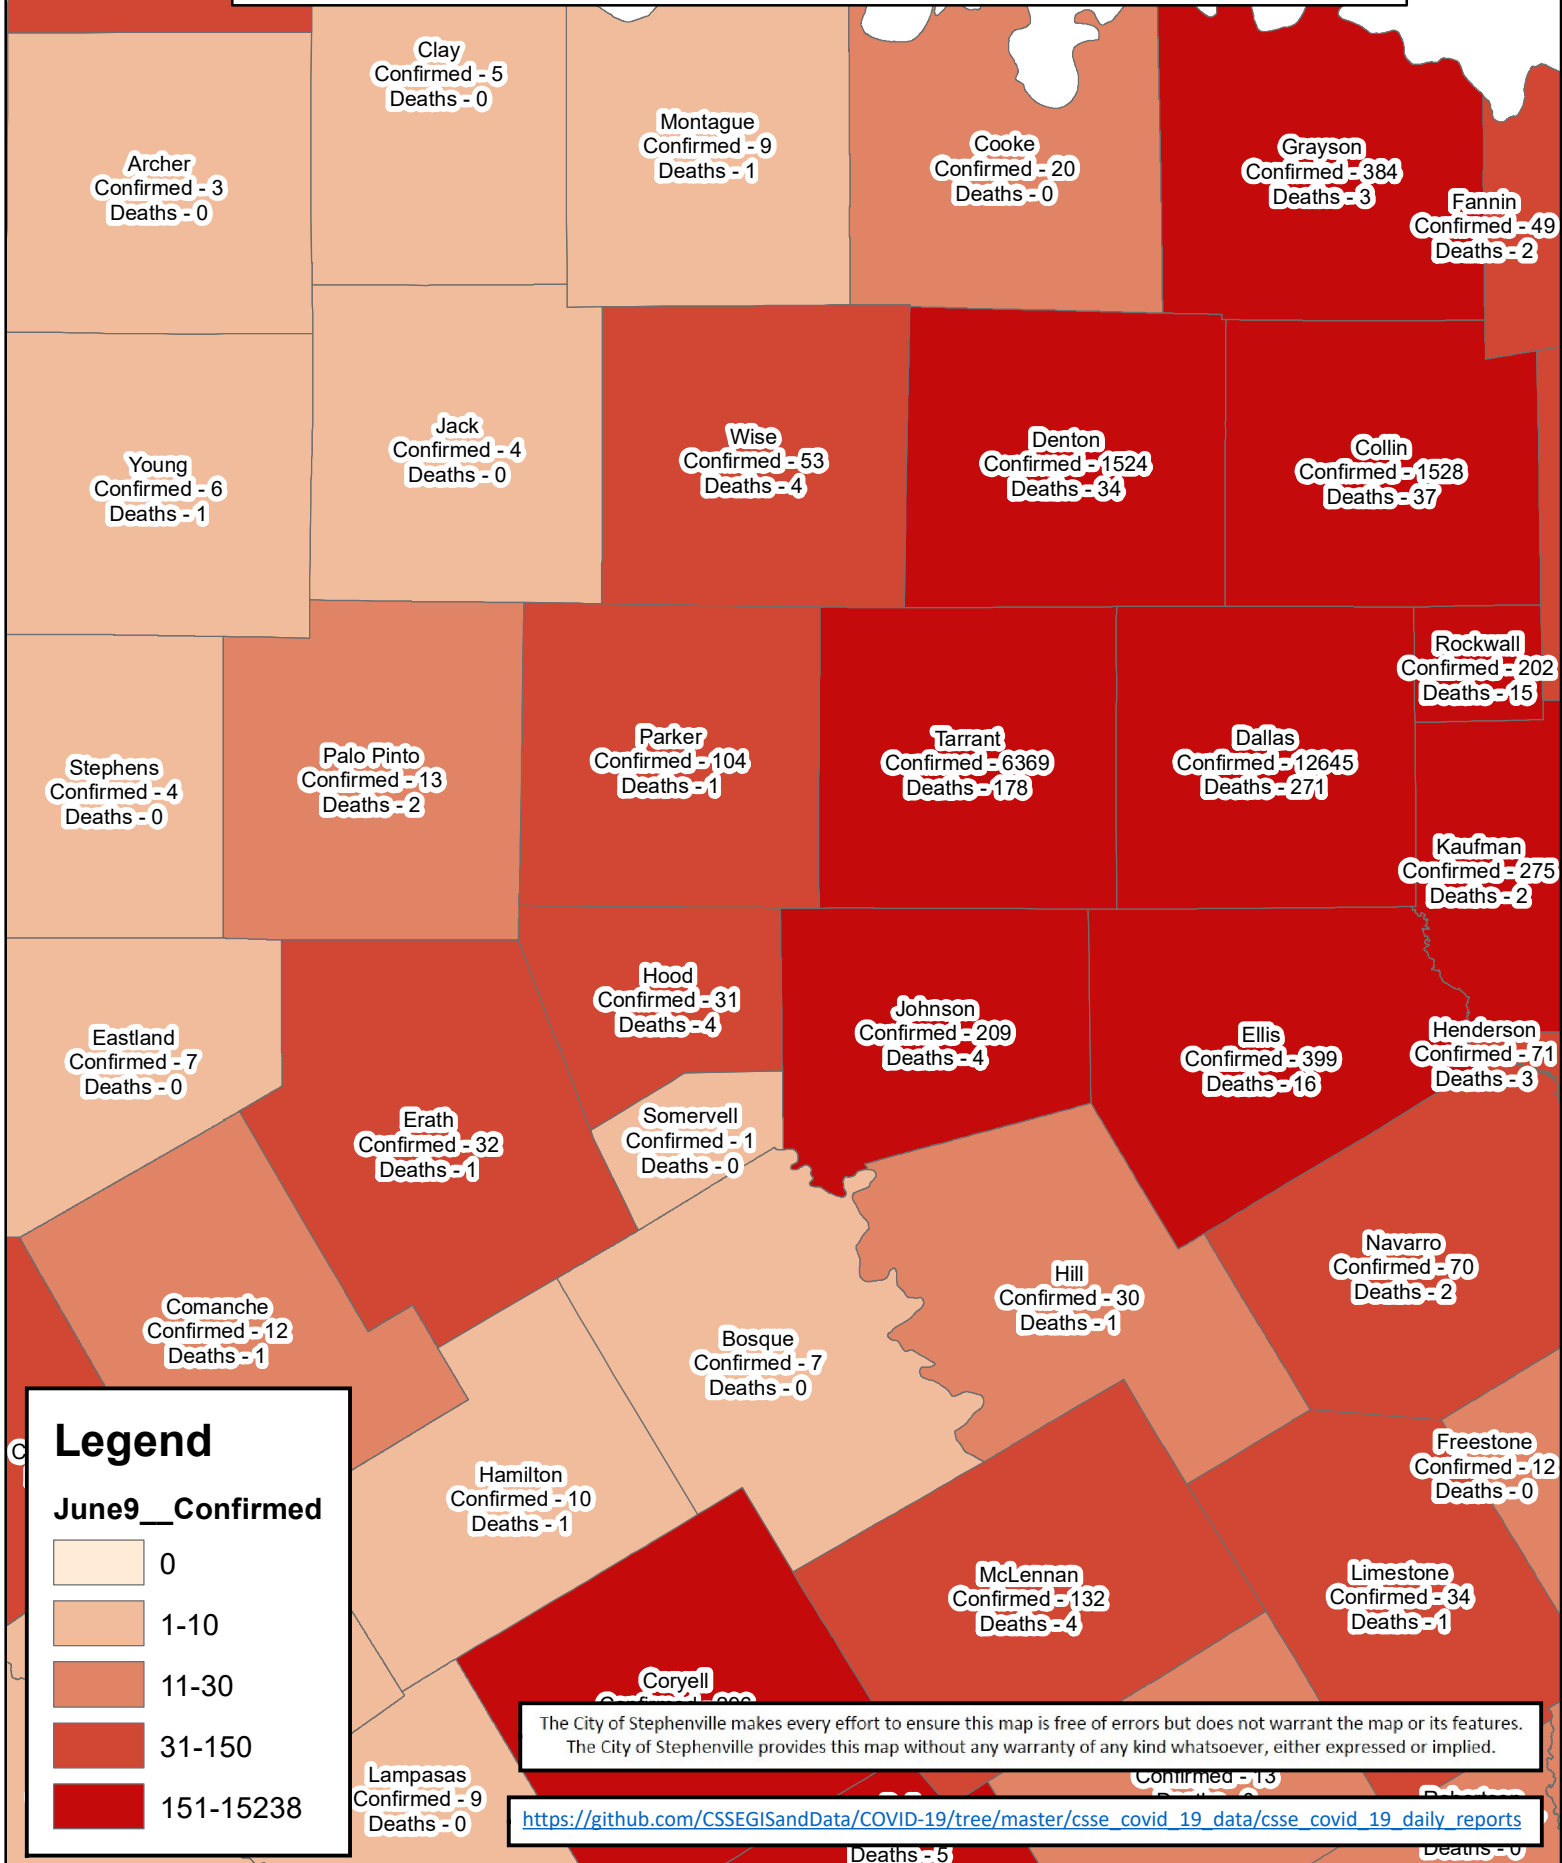 Clay
Confirmed - 5
Deaths - 0
Montague
Confirmed - 9
Deaths - 1
Cooke
Confirmed - 20
Deaths - 0
Grayson
Confirmed - 384
Deaths - 3
Archer
Confirmed - 3
Deaths - 0
Fannin
Confirmed - 49
Deaths - 2
Jack
Confirmed - 4
Deaths - 0
Wise
Confirmed - 53
Deaths - 4
Denton
Confirmed - 1524
Deaths - 34
Collin
Confirmed - 1528
Deaths - 37
Young
Confirmed - 6
Deaths - 1
Rockwall
Confirmed - 202
Deaths - 15
Stephens
Confirmed - 4
Deaths - 0
Palo Pinto
Confirmed - 13
Deaths - 2
Parker
Confirmed - 104
Deaths - 1
Tarrant
Confirmed - 6369
Deaths - 178
Dallas
Confirmed - 12645
Deaths - 271
Kaufman
Confirmed - 275
Deaths - 2
Hood
Confirmed - 31
Deaths - 4
Johnson
Confirmed - 209
Deaths - 4
Ellis
Confirmed - 399
Deaths - 16
Henderson
Confirmed - 71
Deaths - 3
Eastland
Confirmed - 7
Deaths - 0
Erath
Confirmed - 32
Deaths - 1
Somervell
Confirmed - 1
Deaths - 0
Navarro
Confirmed - 70
Deaths - 2
Hill
Confirmed - 30
Deaths - 1
Comanche
Confirmed - 12
Deaths - 1
Bosque
Confirmed - 7
Deaths - 0
Freestone
Confirmed - 12
Deaths - 0
Hamilton
Confirmed - 10
Deaths - 1
McLennan
Confirmed - 132
Deaths - 4
Limestone
Confirmed - 34
Deaths - 1
Coryell
Lampasas
Confirmed - 9
Deaths - 0
Confirmed - 13
Deaths - 5
Deaths - 0
Legend
June9__Confirmed
0
1-10
11-30
31-150
151-15238
The City of Stephenville makes every effort to ensure this map is free of errors but does not warrant the map or its features.
The City of Stephenville provides this map without any warranty of any kind whatsoever, either expressed or implied.
https://github.com/CSSEGISandData/COVID-19/tree/master/csse_covid_19_data/csse_covid_19_daily_reports